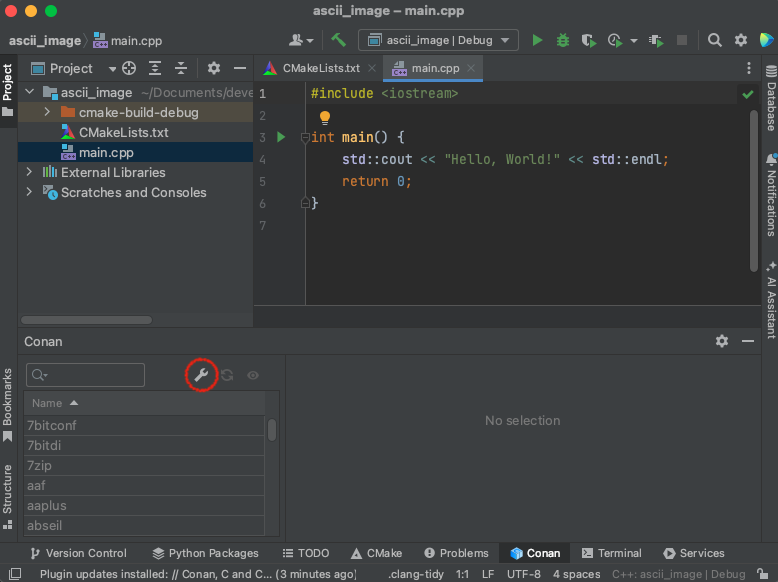 ascii_image – main.cpp
ascii_image
main.cpp
ascii_image | Debug
Project
Project
CMakeLists.txt
main.cpp
ascii_image ~/Documents/deve
cmake-build-debug
CMakeLists.txt
main.cpp
External Libraries
Scratches and Consoles
1 #include <iostream>
2
3 int main() {
4 std::cout << "Hello, World!" << std::endl;
5 return 0;
6 }
7
Database
Notifications
AI Assistant
Conan
Name
7bitconf
7bitdi
7zip
aaf
aaplus
abseil
No selection
Bookmarks
Structure
Version Control Python Packages TODO CMake Problems Conan Terminal Services
Plugin updates installed: // Conan, C and C... (3 minutes ago) .clang-tidy 1:1 LF UTF-8 4 spaces C++: ascii_image | Debug